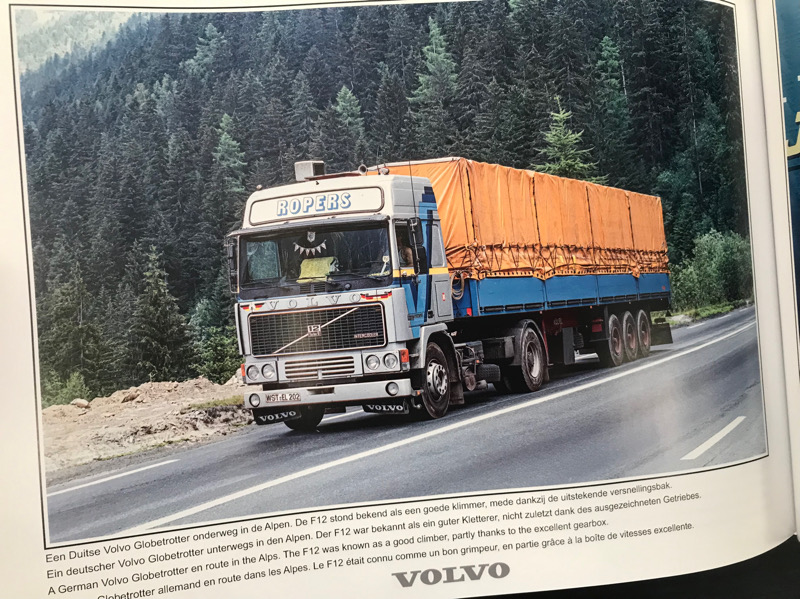 ROPERS
VOLVO
F12
INTERCOOLER
WST-EL 202
VOLVO
VOLVO
Een Duitse Volvo Globetrotter onderweg in de Alpen. De F12 stond bekend als een goede klimmer, mede dankzij de uitstekende versnellingsbak.
Ein deutscher Volvo Globetrotter unterwegs in den Alpen. Der F12 war bekannt als ein guter Kletterer, nicht zuletzt dank des ausgezeichneten Getriebes.
A German Volvo Globetrotter en route in the Alps. The F12 was known as a good climber, partly thanks to the excellent gearbox.
Globetrotter allemand en route dans les Alpes. Le F12 était connu comme un bon grimpeur, en partie grâce à la boîte de vitesses excellente.
VOLVO